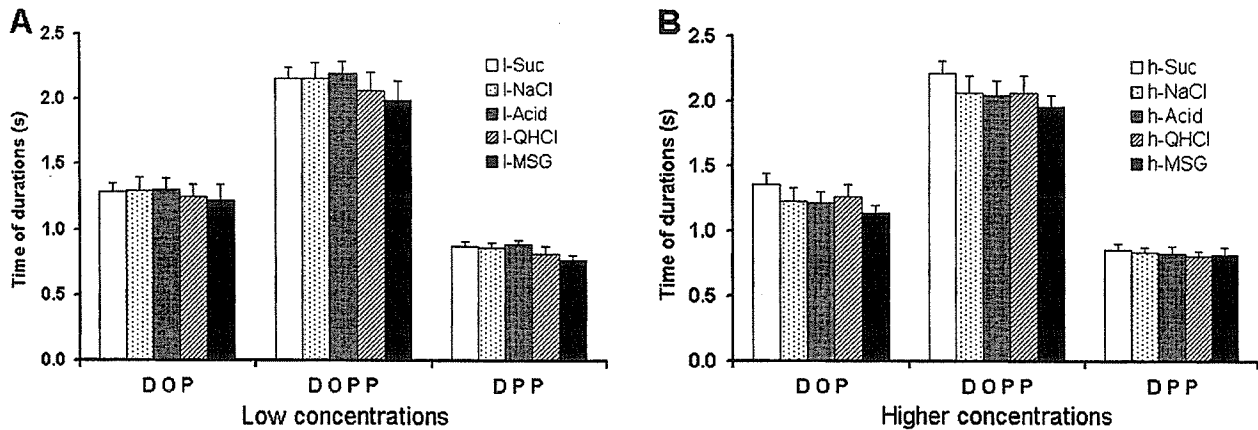 A
Time of durations (s)
2.5
2.0
1.5
1.0
0.5
0.0
l-Suc
l-NaCl
l-Acid
l-QHCl
l-MSG
DOP DOPP DPP
Low concentrations
B
Time of durations (s)
2.5
2.0
1.5
1.0
0.5
0.0
h-Suc
h-NaCl
h-Acid
h-QHCl
h-MSG
DOP DOPP DPP
Higher concentrations